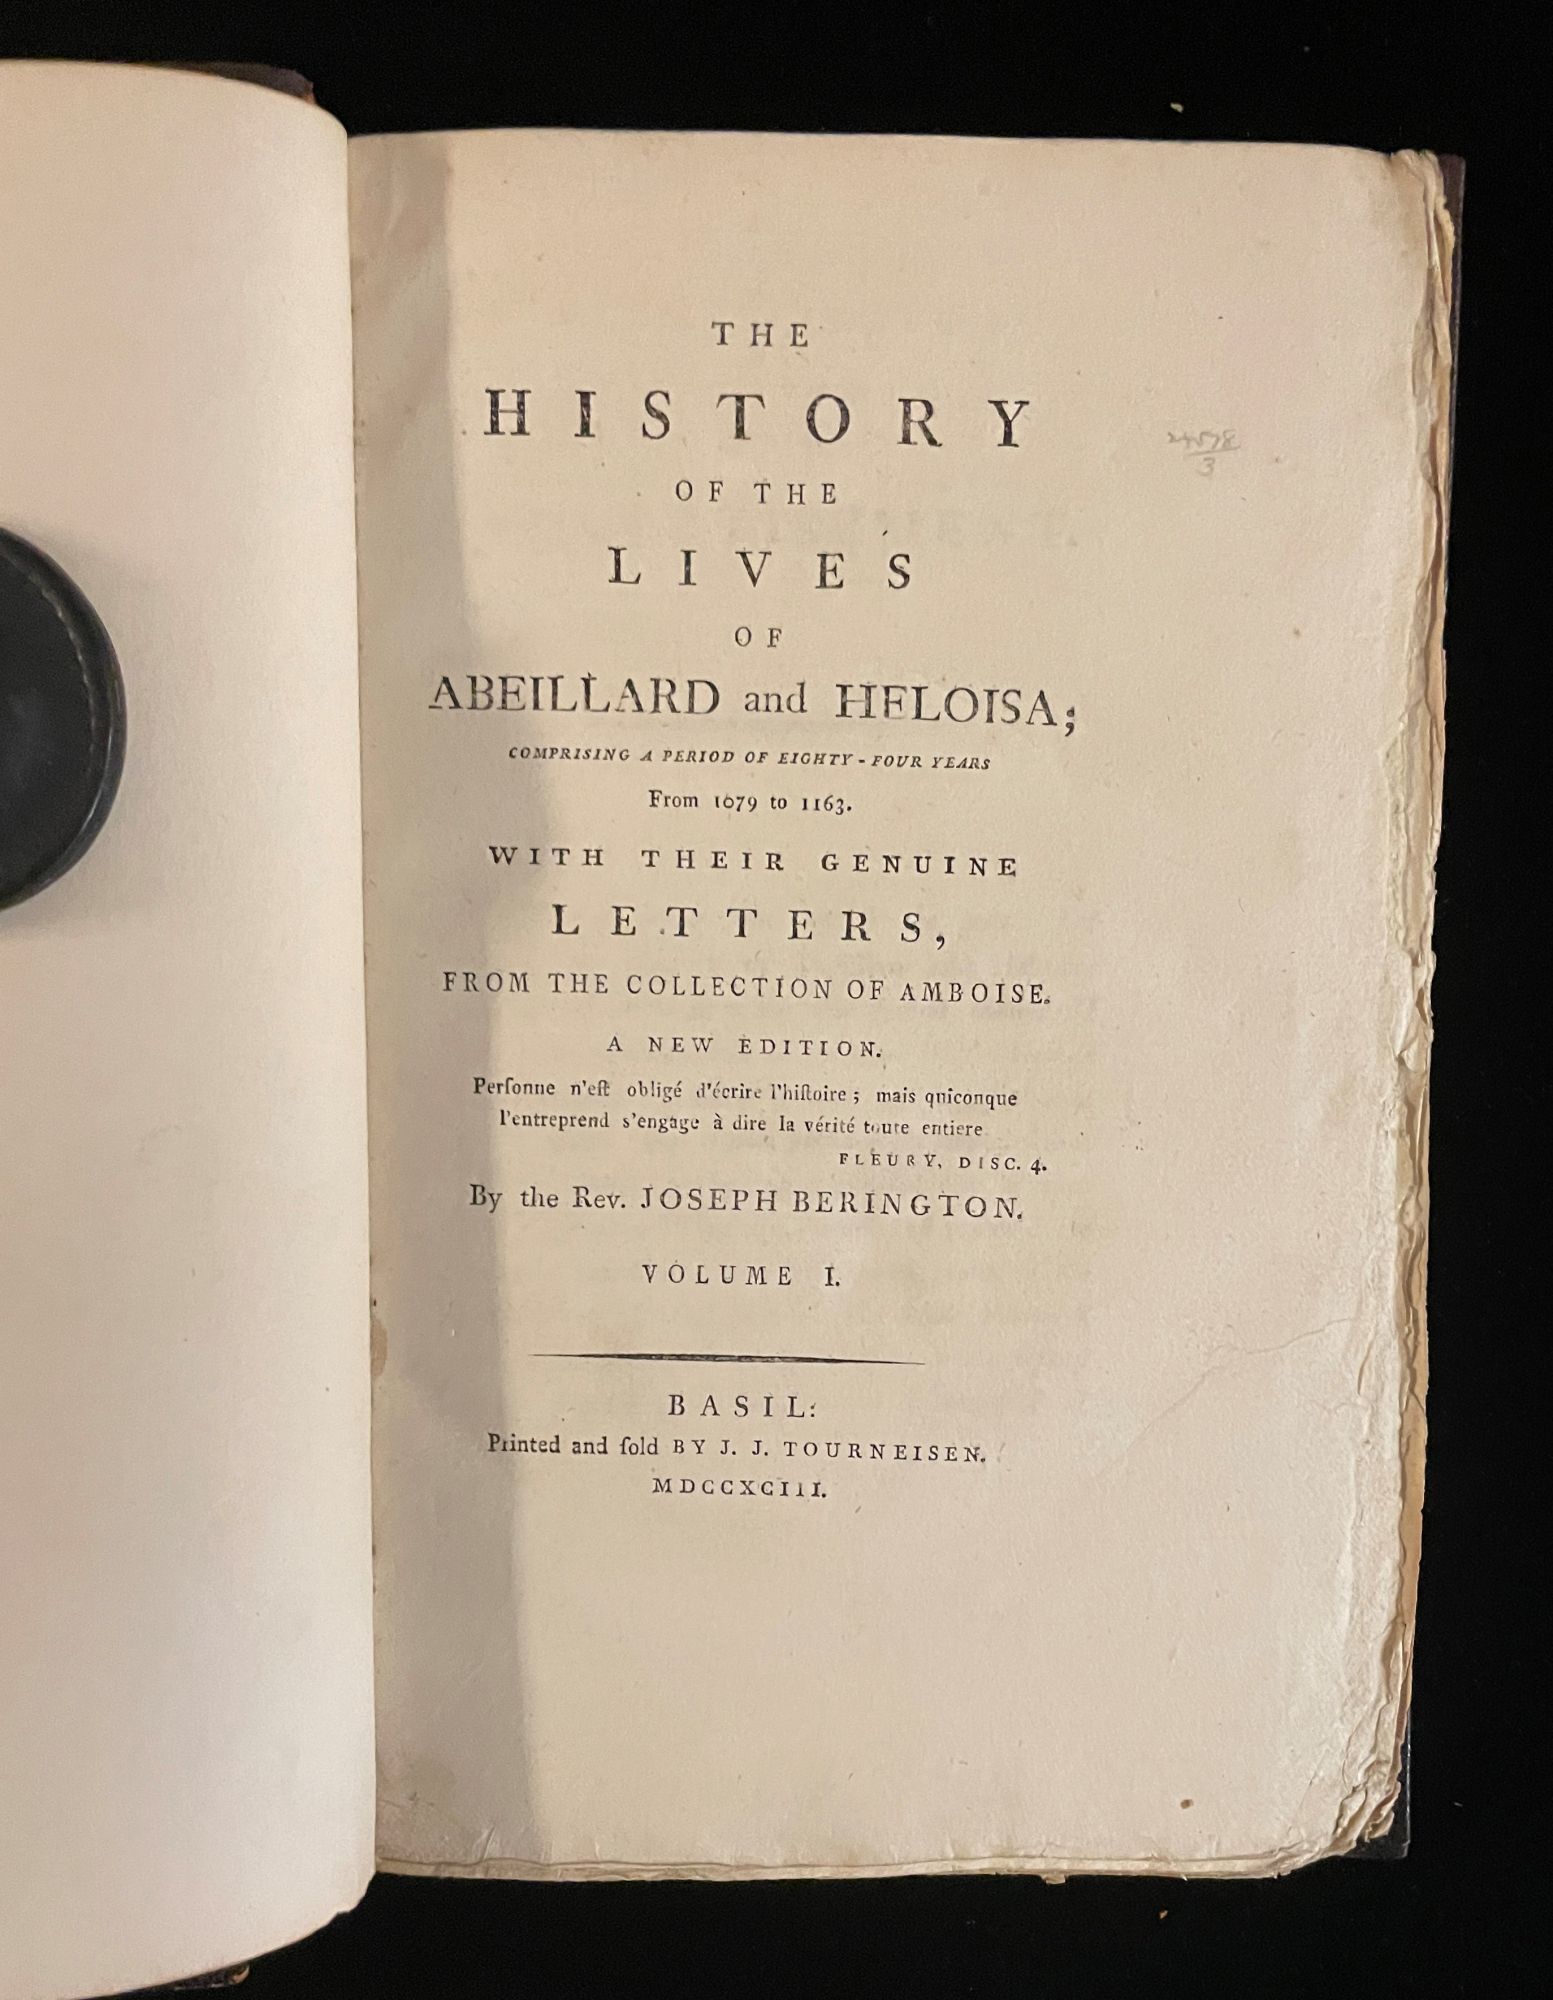 THE
HISTORY
OF THE
LIVES
OF
ABEILLARD and HELOISA;
COMPRISING A PERIOD OF EIGHTY-FOUR YEARS
From 1079 to 1163.
WITH THEIR GENUINE
LETTERS,
FROM THE COLLECTION OF AMBOISE.
A NEW EDITION.
Perſonne n'eſt obligé d'écrire l'hiſtoire; mais quiconque
l'entreprend s'engage à dire la vérité toute entiere
FLEURY, DISC. 4.
By the Rev. JOSEPH BERINGTON.
VOLUME I.
BASIL:
Printed and ſold BY J. J. TOURNEISEN.
MDCCXCIII.